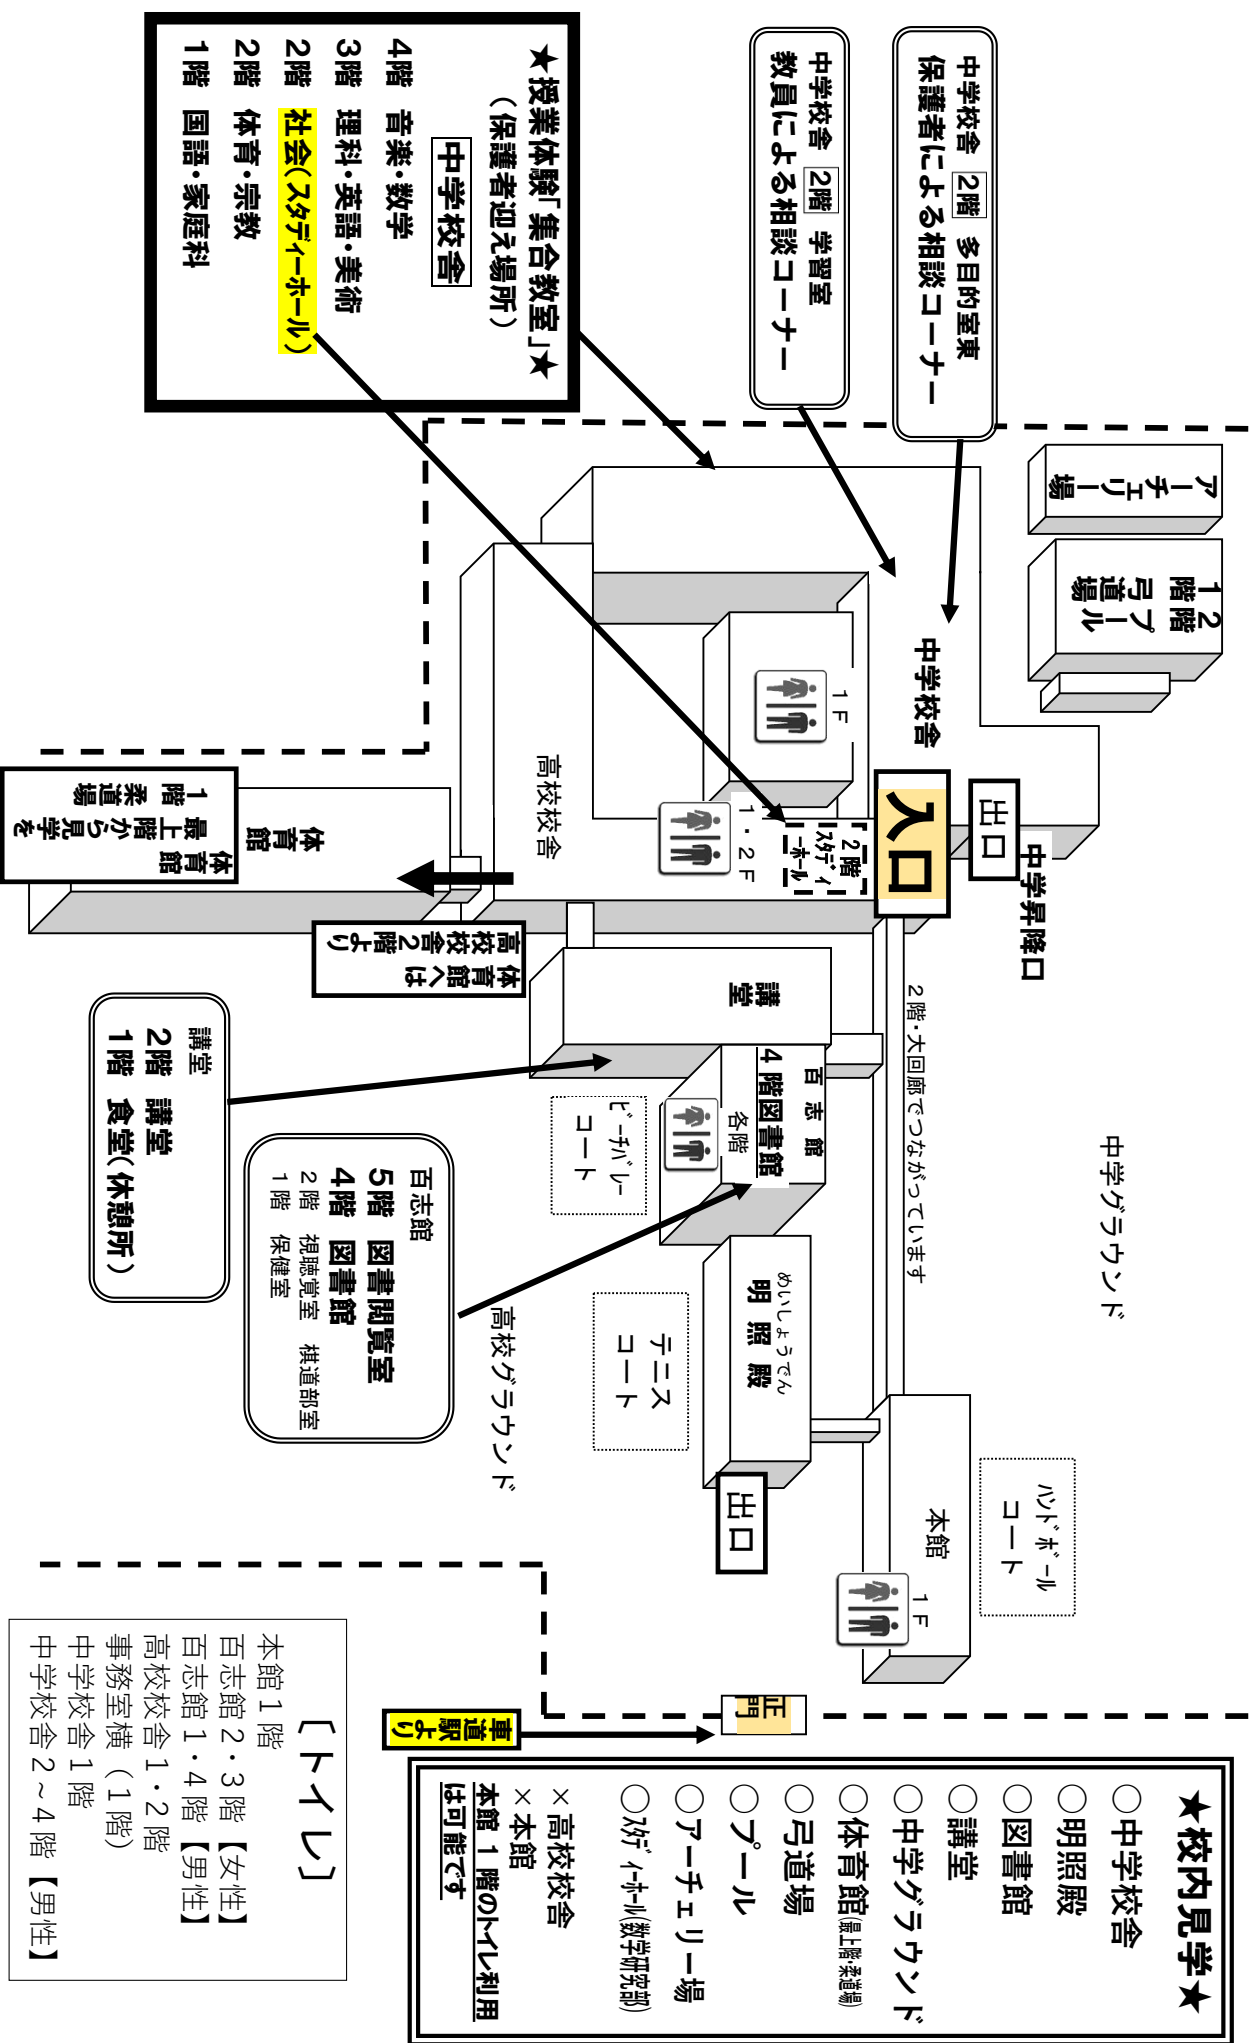 中学校舎 2階 多目的室東
保護者による相談コーナー
中学校舎 2階 学習室
教員による相談コーナー
★授業体験「集合教室」★
（保護者迎え場所）
中学校舎
4階 音楽・数学
3階 理科・英語・美術
2階 社会（スタディーホール）
2階 体育・宗教
1階 国語・家庭科
アーチェリー場
2階 プール
1階 弓道場
中学校舎
1F
入口
出口
中学昇降口
2階
スタディ
ーホール
1・2F
高校校舎
体育館
体育館
最上階から見学を
1階 柔道場
体育館へは
高校校舎2階より
講堂
2階・大回廊でつながっています
中学グラウンド
百志館
4階図書館
各階
ビーチバレー
コート
講堂
2階 講堂
1階 食堂（休憩所）
百志館
5階 図書閲覧室
4階 図書館
2階 視聴覚室 棋道部室
1階 保健室
高校グラウンド
めいしょうでん
明照殿
テニス
コート
出口
本館
1F
ハンドボール
コート
正門
車道駅より
★校内見学★
○中学校舎
○明照殿
○図書館
○講堂
○中学グラウンド
○体育館(最上階・柔道場)
○弓道場
○プール
○アーチェリー場
○スタディーホール(数学研究部)
×高校校舎
×本館
本館1階のトイレ利用
は可能です
〔トイレ〕
本館1階
百志館2・3階【女性】
百志館1・4階【男性】
高校校舎1・2階
事務室横（1階）
中学校舎1階
中学校舎2～4階【男性】